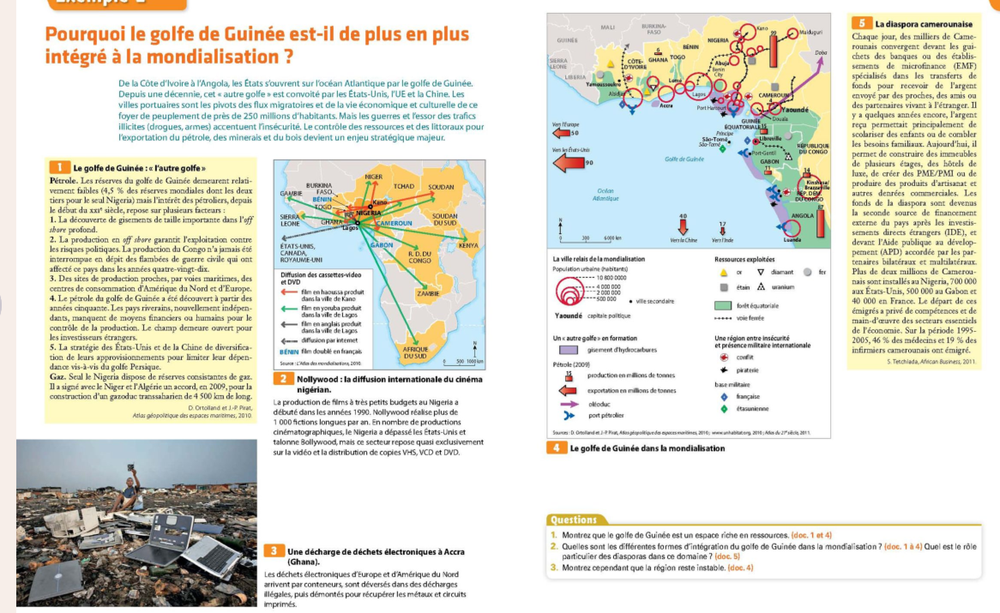 Exemple 2
Pourquoi le golfe de Guinée est-il de plus en plus
intégré à la mondialisation ?
De la Côte d'Ivoire à l'Angola, les États s'ouvrent sur l'océan Atlantique par le golfe de Guinée.
Depuis une décennie, cet « autre golfe » est convoité par les États-Unis, l'UE et la Chine. Les
villes portuaires sont les pivots des flux migratoires et de la vie économique et culturelle de ce
foyer de peuplement de près de 250 millions d'habitants. Mais les guerres et l'essor des trafics
illicites (drogues, armes) accentuent l'insécurité. Le contrôle des ressources et des littoraux pour
l'exportation du pétrole, des minerais et du bois devient un enjeu stratégique majeur.
1 Le golfe de Guinée : « l'autre golfe »
Pétrole. Les réserves du golfe de Guinée demeurent relati-
vement faibles (4,5 % des réserves mondiales dont les deux
tiers pour le seul Nigeria) mais l'intérêt des pétroliers, depuis
le début du XXIe siècle, repose sur plusieurs facteurs :
1. La découverte de gisements de taille importante dans l'off
shore profond.
2. La production en off shore garantit l'exploitation contre
les risques politiques. La production du Congo n'a jamais été
interrompue en dépit des flambées de guerre civile qui ont
affecté ce pays dans les années quatre-vingt-dix.
3. Des sites de production proches, par voies maritimes, des
centres de consommation d'Amérique du Nord et d'Europe.
4. Le pétrole du golfe de Guinée a été découvert à partir des
années cinquante. Les pays riverains, nouvellement indépen-
dants, manquent de moyens financiers ou humains pour le
contrôle de la production. Le champ demeure ouvert pour
les investisseurs étrangers.
5. La stratégie des États-Unis et de la Chine de diversifica-
tion de leurs approvisionnements pour limiter leur dépen-
dance vis-à-vis du golfe Persique.
Gaz. Seul le Nigeria dispose de réserves consistantes de gaz.
Il a signé avec le Niger et l'Algérie un accord, en 2009, pour la
construction d'un gazoduc transsaharien de 4 500 km de long.
D. Ortolland et J.-P. Pirat,
Atlas géopolitique des espaces maritimes, 2010.
NIGER
TCHAD
SOUDAN
BURKINA
FASO
GAMBIE
BÉNIN
TOGO
Kano
NIGERIA
SIERRA
LEONE
GHANA
Lagos
CAMEROUN
SOUDAN
DU SUD
ÉTATS-UNIS,
CANADA,
ROYAUME-UNI
GABON
R. D. DU
CONGO
KENYA
ZAMBIE
AFRIQUE
DU SUD
N
0 500 1000 km
Diffusion des cassettes-video
et DVD
film en haoussa produit
dans la ville de Kano
film en yoruba produit
dans la ville de Lagos
film en anglais produit
dans la ville de Lagos
diffusion par internet
BÉNIN film doublé en français
Source : L'Atlas des mondialisations, 2010.
2 Nollywood : la diffusion internationale du cinéma
nigérian.
La production de films à très petits budgets au Nigeria a
débuté dans les années 1990. Nollywood réalise plus de
1 000 fictions longues par an. En nombre de productions
cinématographiques, le Nigeria a dépassé les États-Unis et
talonne Bollywood, mais ce secteur repose quasi exclusivement
sur la vidéo et la distribution de copies VHS, VCD et DVD.
3 Une décharge de déchets électroniques à Accra
(Ghana).
Les déchets électroniques d'Europe et d'Amérique du Nord
arrivent par conteneurs, sont déversés dans des décharges
illégales, puis démontés pour récupérer les métaux et circuits
imprimés.
MALI
BURKINA-
FASO
GUINÉE
SIERRA
LEONE
LIBERIA
CÔTE-
D'IVOIRE
6
GHANA
TOGO
BÉNIN
NIGERIA
Kano
99
Maiduguri
Doba
Abuja
Benin
City
Yamoussoukro
Abidjan
Lomé
Accra
Lagos
Port Harcourt
CAMEROUN
4
Yaoundé
Douala
GUINÉE
ÉQUATORIALE
15
Principe
São-Tomé
São-Tomé
Libreville
Port-Gentil
RÉPUBLIQUE
DU CONGO
GABON
11
14
Kinshasa/
Brazzaville
RÉP. DÉM.
DU CONGO
87
ANGOLA
Luanda
Vers l'Europe
50
Vers les États-Unis
90
Golfe de Guinée
Océan
Atlantique
40
Vers la Chine
17
Vers l'Inde
N
0 300 6000 km
La ville relais de la mondialisation
Population urbaine (habitants)
10 800 0000
4 000 000
2 000 000
500 000
ville secondaire
Yaoundé capitale politique
Un « autre golfe » en formation
gisement d'hydrocarbures
Pétrole (2009)
15 production en millions de tonnes
exportation en millions de tonnes
oléoduc
port pétrolier
Ressources exploitées
or diamant fer
étain uranium
forêt équatoriale
voie ferrée
Une région entre insécurité
et présence militaire internationale
conflit
piraterie
base militaire
française
étasunienne
Sources : D. Ortolland et J.-P. Pirat, Atlas géopolitique des espaces maritimes, 2010 ; www.unhabitat.org, 2010 ; Atlas du 21e siècle, 2011.
4 Le golfe de Guinée dans la mondialisation
5 La diaspora camerounaise
Chaque jour, des milliers de Came-
rounais convergent devant les gui-
chets des banques ou des établis-
sements de microfinance (EMF)
spécialisés dans les transferts de
fonds pour recevoir de l'argent
envoyé par des proches, des amis ou
des partenaires vivant à l'étranger. Il
y a quelques années encore, l'argent
reçu permettait principalement de
scolariser des enfants ou de combler
les besoins familiaux. Aujourd'hui, il
permet de construire des immeubles
de plusieurs étages, des hôtels de
luxe, de créer des PME/PMI ou de
produire des produits d'artisanat et
autres denrées commerciales. Les
fonds de la diaspora sont devenus
la seconde source de financement
externe du pays après les investis-
sements directs étrangers (IDE), et
devant l'Aide publique au dévelop-
pement (APD) accordée par les par-
tenaires bilatéraux et multilatéraux.
Plus de deux millions de Camerou-
nais sont installés au Nigeria, 700 000
aux États-Unis, 500 000 au Gabon et
40 000 en France. Le départ de ces
émigrés a privé de compétences et de
main-d'œuvre des secteurs essentiels
de l'économie. Sur la période 1995-
2005, 46 % des médecins et 19 % des
infirmiers camerounais ont émigré.
S. Tetchiada, African Business, 2011.
Questions
1. Montrez que le golfe de Guinée est un espace riche en ressources. (doc. 1 et 4)
2. Quelles sont les différentes formes d'intégration du golfe de Guinée dans la mondialisation ? (doc. 1 à 4) Quel est le rôle
particulier des diasporas dans ce domaine ? (doc. 5)
3. Montrez cependant que la région reste instable. (doc. 4)